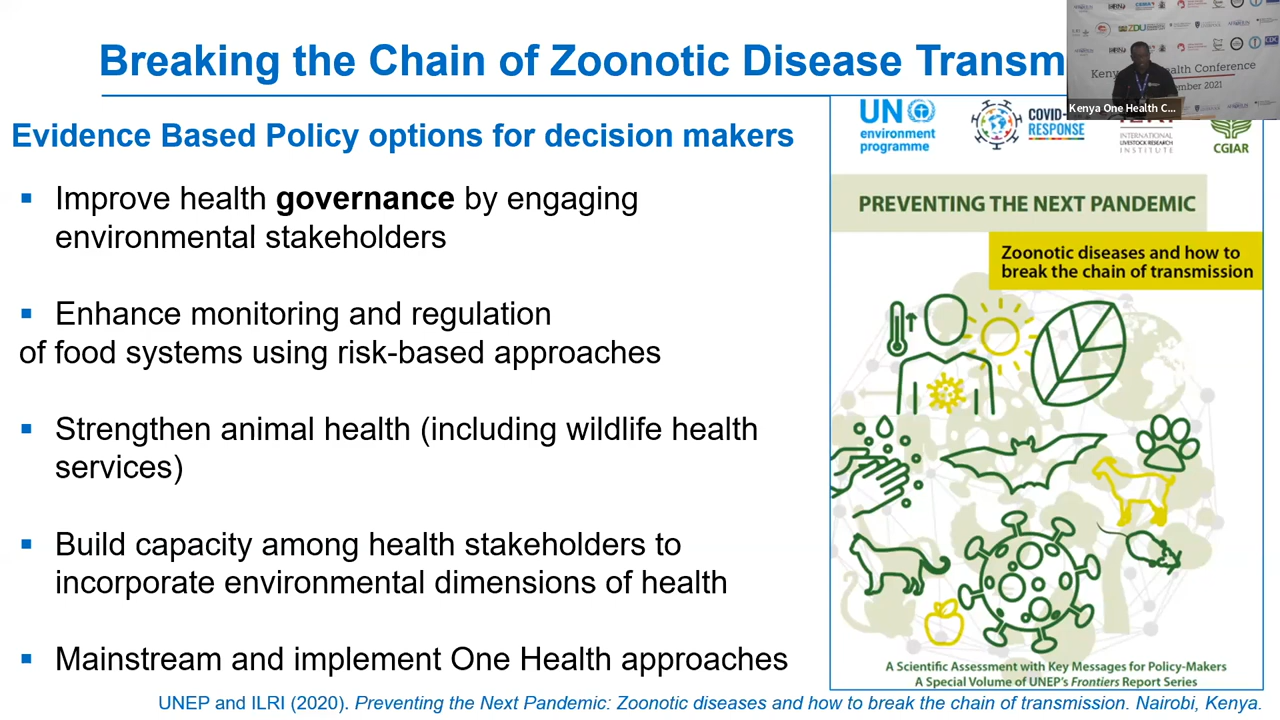 Breaking the Chain of Zoonotic Disease Transm
Evidence Based Policy options for decision makers
▪ Improve health governance by engaging
environmental stakeholders
▪ Enhance monitoring and regulation
of food systems using risk-based approaches
▪ Strengthen animal health (including wildlife health
services)
▪ Build capacity among health stakeholders to
incorporate environmental dimensions of health
▪ Mainstream and implement One Health approaches
Kenya One Health C...
UN
environment
programme
COVID-
RESPONSE
INTERNATIONAL
LIVESTOCK RESEARCH
INSTITUTE
CGIAR
PREVENTING THE NEXT PANDEMIC
Zoonotic diseases and how to
break the chain of transmission
A Scientific Assessment with Key Messages for Policy-Makers
A Special Volume of UNEP's Frontiers Report Series
UNEP and ILRI (2020). Preventing the Next Pandemic: Zoonotic diseases and how to break the chain of transmission. Nairobi, Kenya.